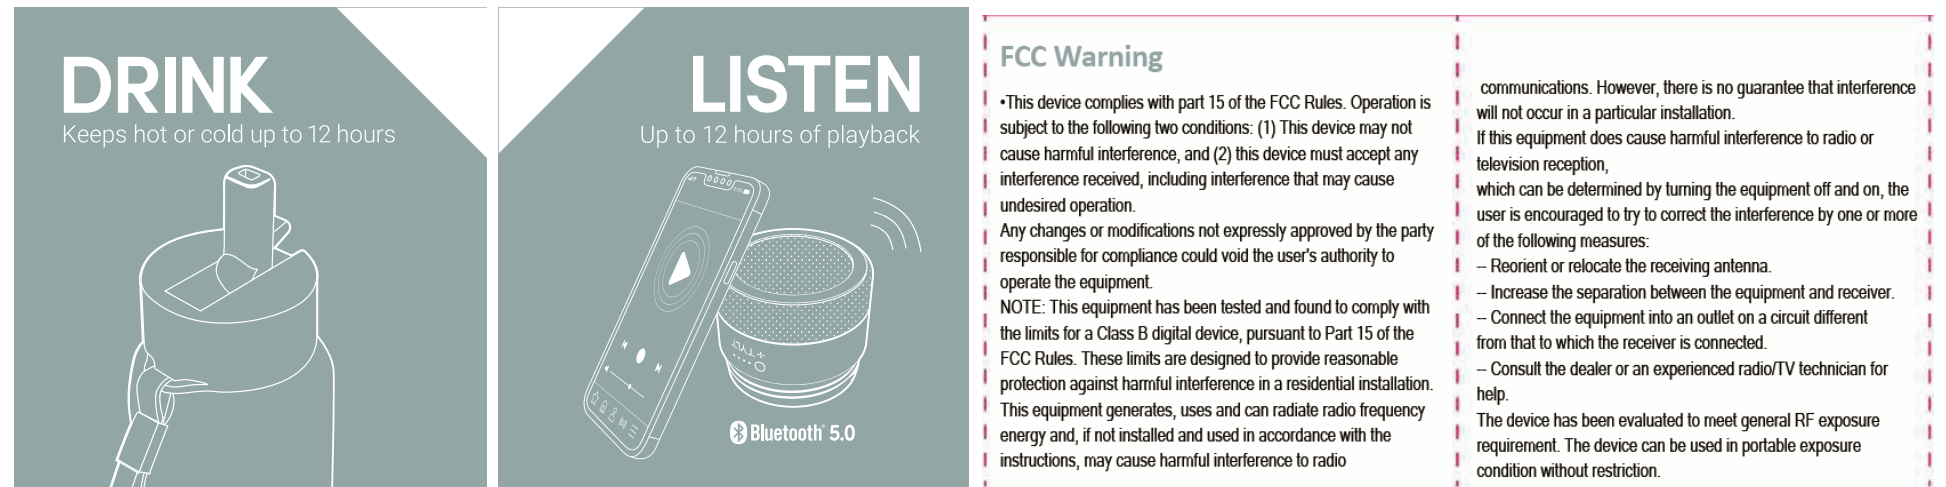 DRINK
Keeps hot or cold up to 12 hours
LISTEN
Up to 12 hours of playback
TYLT
Bluetooth® 5.0
FCC Warning
•This device complies with part 15 of the FCC Rules. Operation is
subject to the following two conditions: (1) This device may not
cause harmful interference, and (2) this device must accept any
interference received, including interference that may cause
undesired operation.
Any changes or modifications not expressly approved by the party
responsible for compliance could void the user's authority to
operate the equipment.
NOTE: This equipment has been tested and found to comply with
the limits for a Class B digital device, pursuant to Part 15 of the
FCC Rules. These limits are designed to provide reasonable
protection against harmful interference in a residential installation.
This equipment generates, uses and can radiate radio frequency
energy and, if not installed and used in accordance with the
instructions, may cause harmful interference to radio
communications. However, there is no guarantee that interference
will not occur in a particular installation.
If this equipment does cause harmful interference to radio or
television reception,
which can be determined by turning the equipment off and on, the
user is encouraged to try to correct the interference by one or more
of the following measures:
-- Reorient or relocate the receiving antenna.
-- Increase the separation between the equipment and receiver.
-- Connect the equipment into an outlet on a circuit different
from that to which the receiver is connected.
-- Consult the dealer or an experienced radio/TV technician for
help.
The device has been evaluated to meet general RF exposure
requirement. The device can be used in portable exposure
condition without restriction.